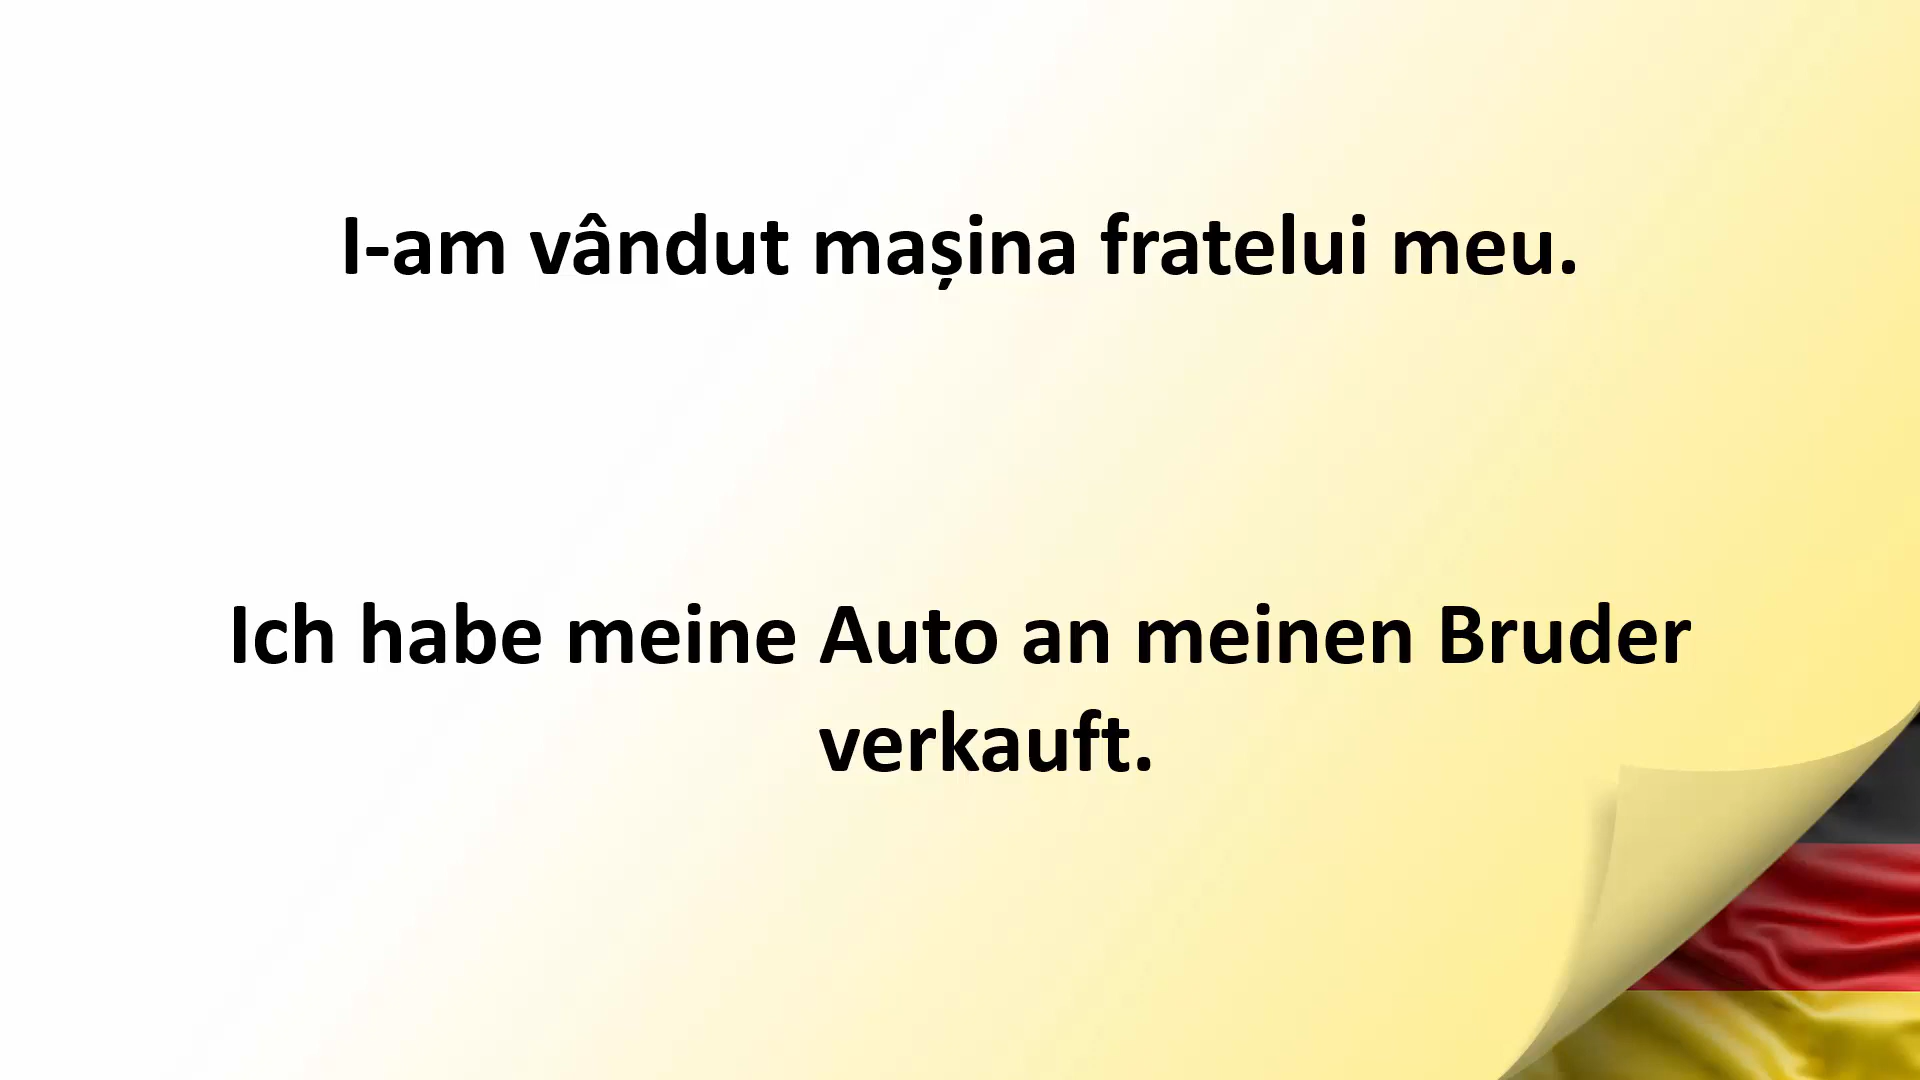 I-am vândut mașina fratelui meu.
Ich habe meine Auto an meinen Bruder
verkauft.